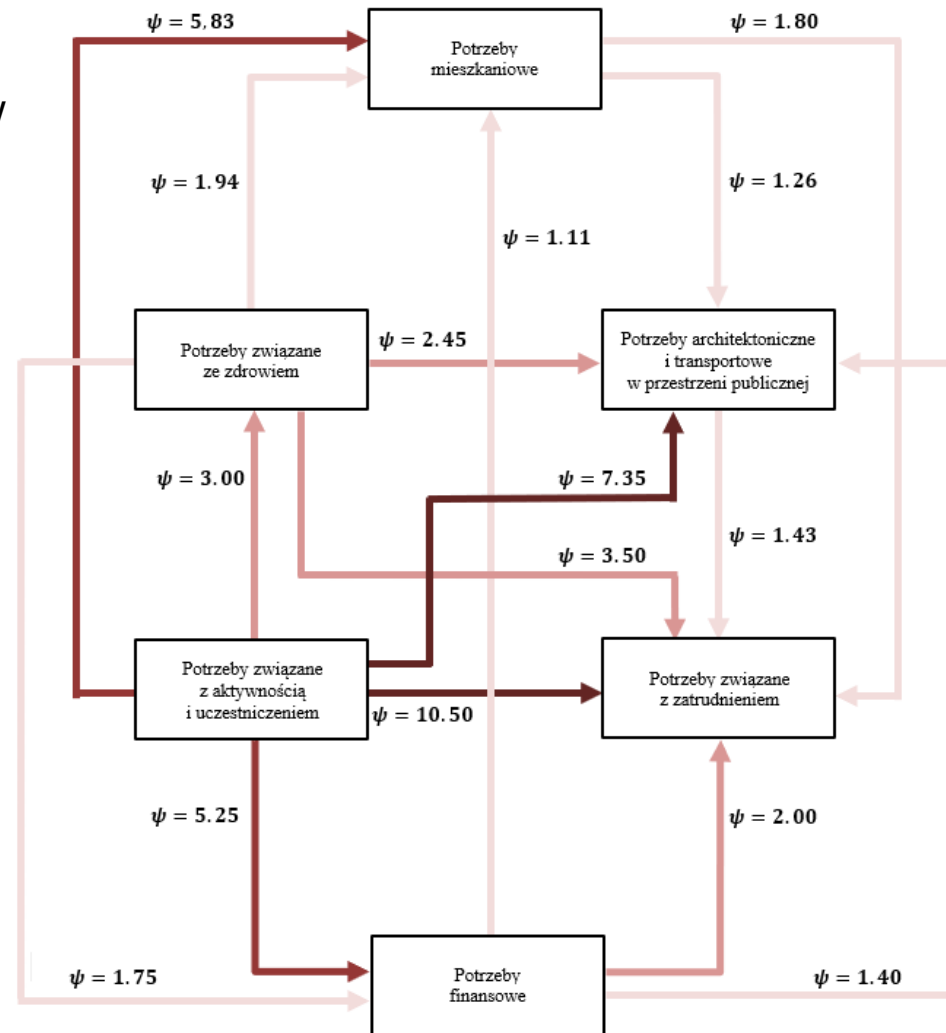 ψ = 5,83
Potrzeby
mieszkaniowe
ψ = 1.80
ψ = 1.94
ψ = 1.26
ψ = 1.11
Potrzeby związane
ze zdrowiem
ψ = 2.45
Potrzeby architektoniczne
i transportowe
w przestrzeni publicznej
ψ = 3.00
ψ = 7.35
ψ = 3.50
ψ = 1.43
Potrzeby związane
z aktywnością
i uczestniczeniem
ψ = 10.50
Potrzeby związane
z zatrudnieniem
ψ = 5.25
ψ = 2.00
ψ = 1.75
Potrzeby
finansowe
ψ = 1.40